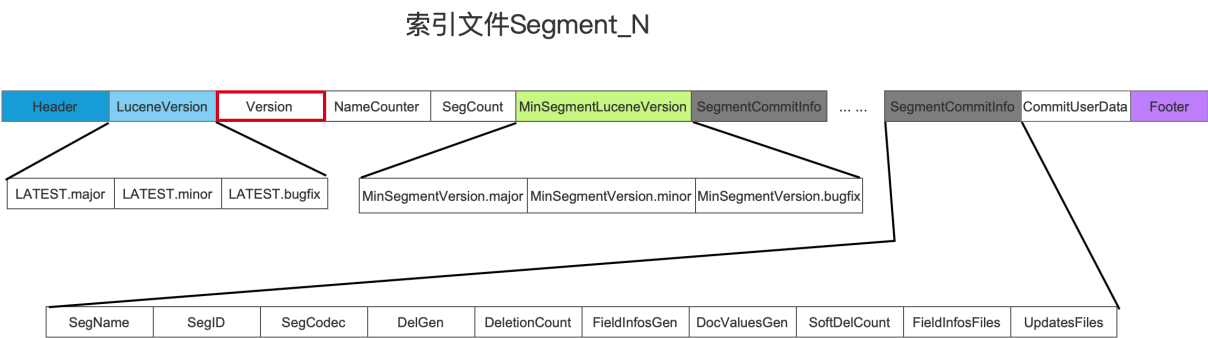 索引文件Segment_N
Header LuceneVersion Version NameCounter SegCount MinSegmentLuceneVersion SegmentCommitInfo ... ... SegmentCommitInfo CommitUserData Footer
LATEST.major LATEST.minor LATEST.bugfix MinSegmentVersion.major MinSegmentVersion.minor MinSegmentVersion.bugfix
SegName SegID SegCodec DelGen DeletionCount FieldInfosGen DocValuesGen SoftDelCount FieldInfosFiles UpdatesFiles